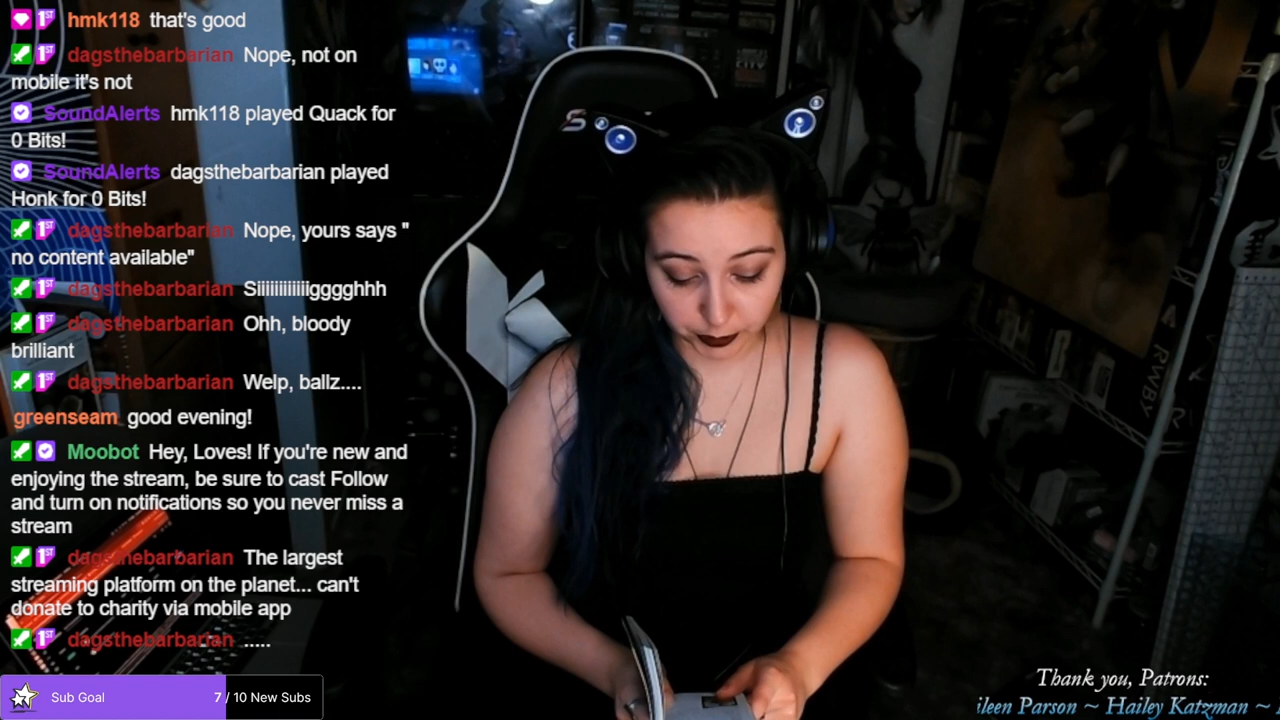 hmk118 that's good
dagsthebarbarian Nope, not on
mobile it's not
SoundAlerts hmk118 played Quack for
0 Bits!
SoundAlerts dagsthebarbarian played
Honk for 0 Bits!
dagsthebarbarian Nope, yours says "
no content available"
dagsthebarbarian Siiiiiiiiiiiiigggghhh
dagsthebarbarian Ohh, bloody
brilliant
dagsthebarbarian Welp, ballz....
greenseam good evening!
Moobot Hey, Loves! If you're new and
enjoying the stream, be sure to cast Follow
and turn on notifications so you never miss a
stream
dagsthebarbarian The largest
streaming platform on the planet... can't
donate to charity via mobile app
dagsthebarbarian .....
Sub Goal 7 / 10 New Subs
RWBY
CITY
Thank you, Patrons:
ileen Parson ~ Hailey Katzman ~